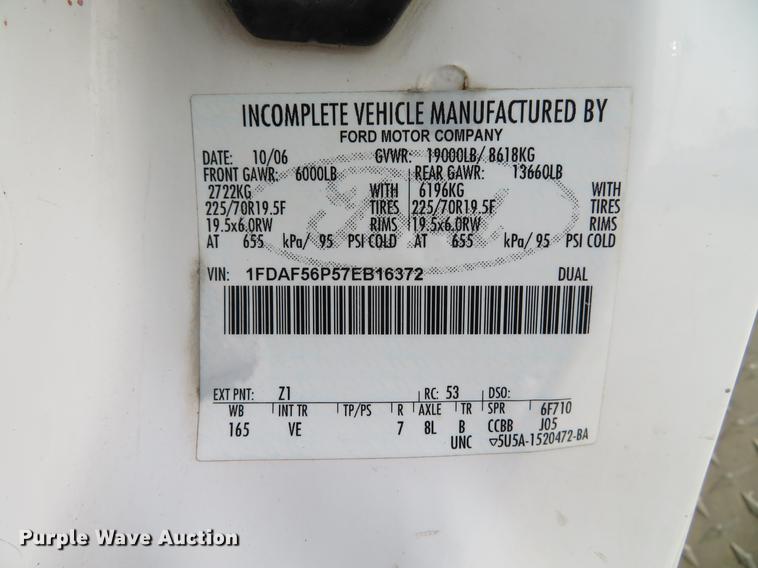 INCOMPLETE VEHICLE MANUFACTURED BY
FORD MOTOR COMPANY
DATE: 10/06 GVWR: 19000LB/ 8618KG
FRONT GAWR: 6000LB REAR GAWR: 13660LB
2722KG WITH 6196KG WITH
225/70R19.5F TIRES 225/70R19.5F TIRES
19.5x6.0RW RIMS 19.5x6.0RW RIMS
AT 655 kPa/ 95 PSI COLD AT 655 kPa/ 95 PSI COLD
VIN: 1FDAF56P57EB16372 DUAL
EXT PNT: Z1 RC: 53 DSO:
WB INT TR TP/PS R AXLE TR SPR 6F710
165 VE 7 8L B CCBB J05
UNC ▽5U5A-1520472-BA
Purple Wave Auction